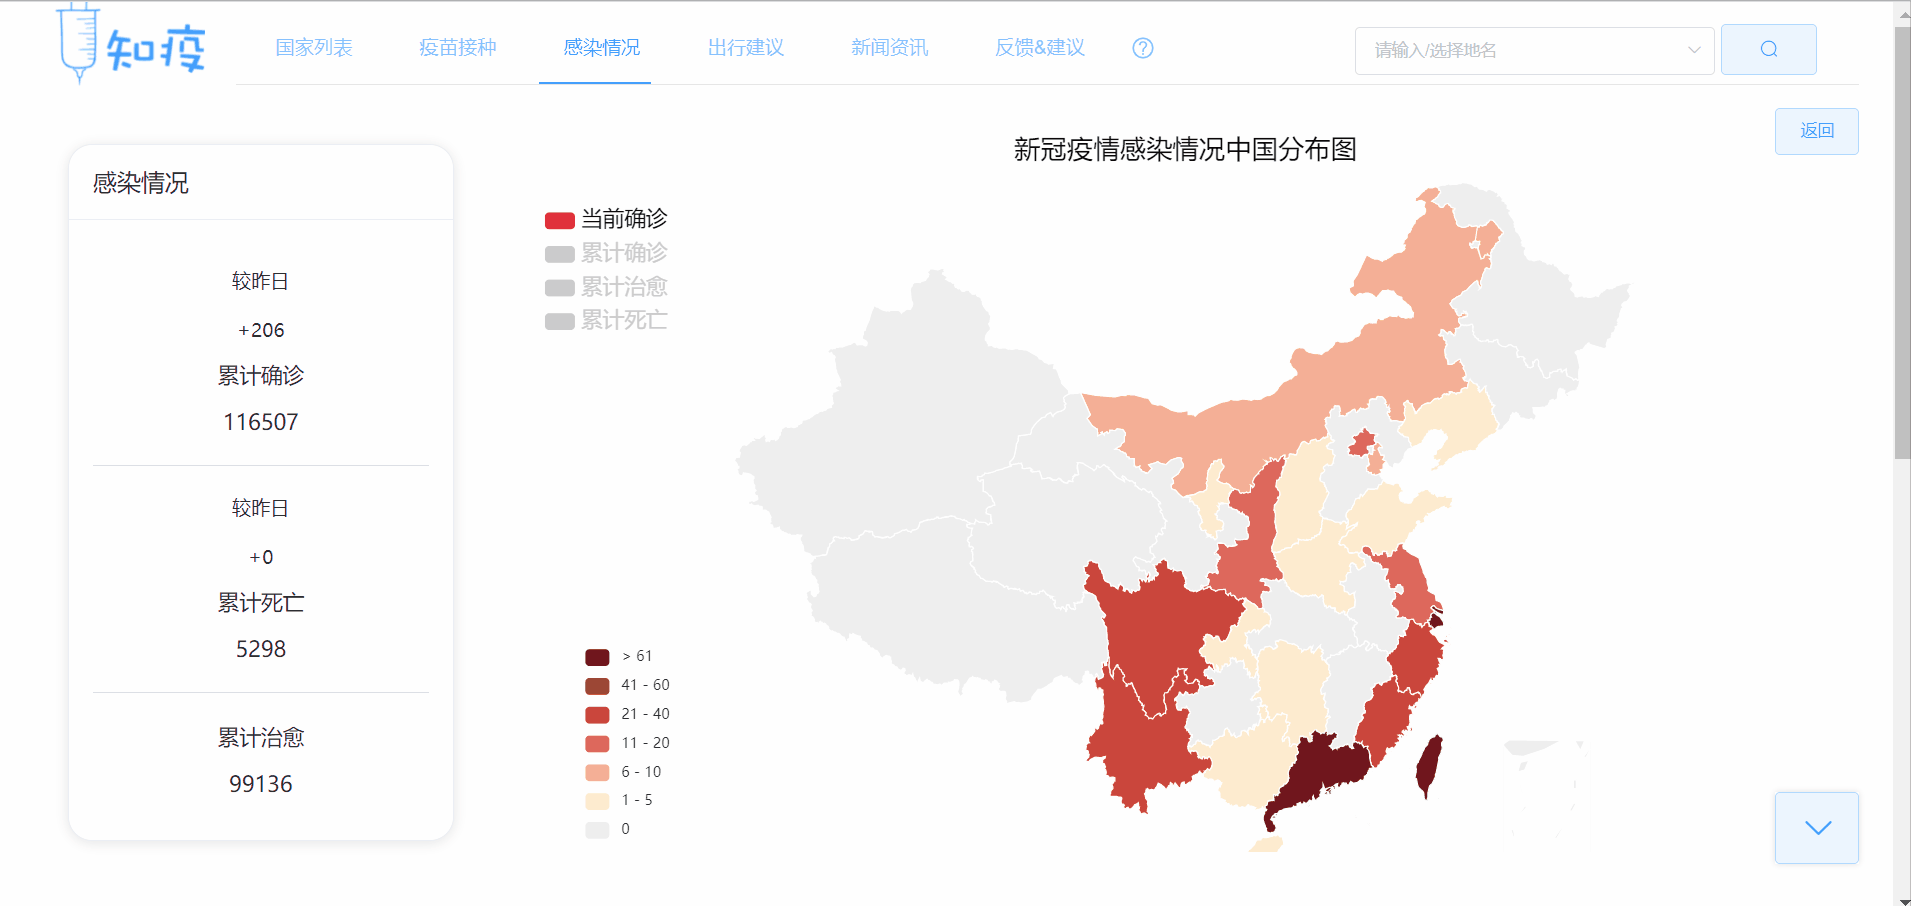 知疫
国家列表
疫苗接种
感染情况
出行建议
新闻资讯
反馈&建议
?
请输入/选择地名
返回
感染情况
较昨日
+206
累计确诊
116507
较昨日
+0
累计死亡
5298
累计治愈
99136
新冠疫情感染情况中国分布图
当前确诊
累计确诊
累计治愈
累计死亡
> 61
41 - 60
21 - 40
11 - 20
6 - 10
1 - 5
0